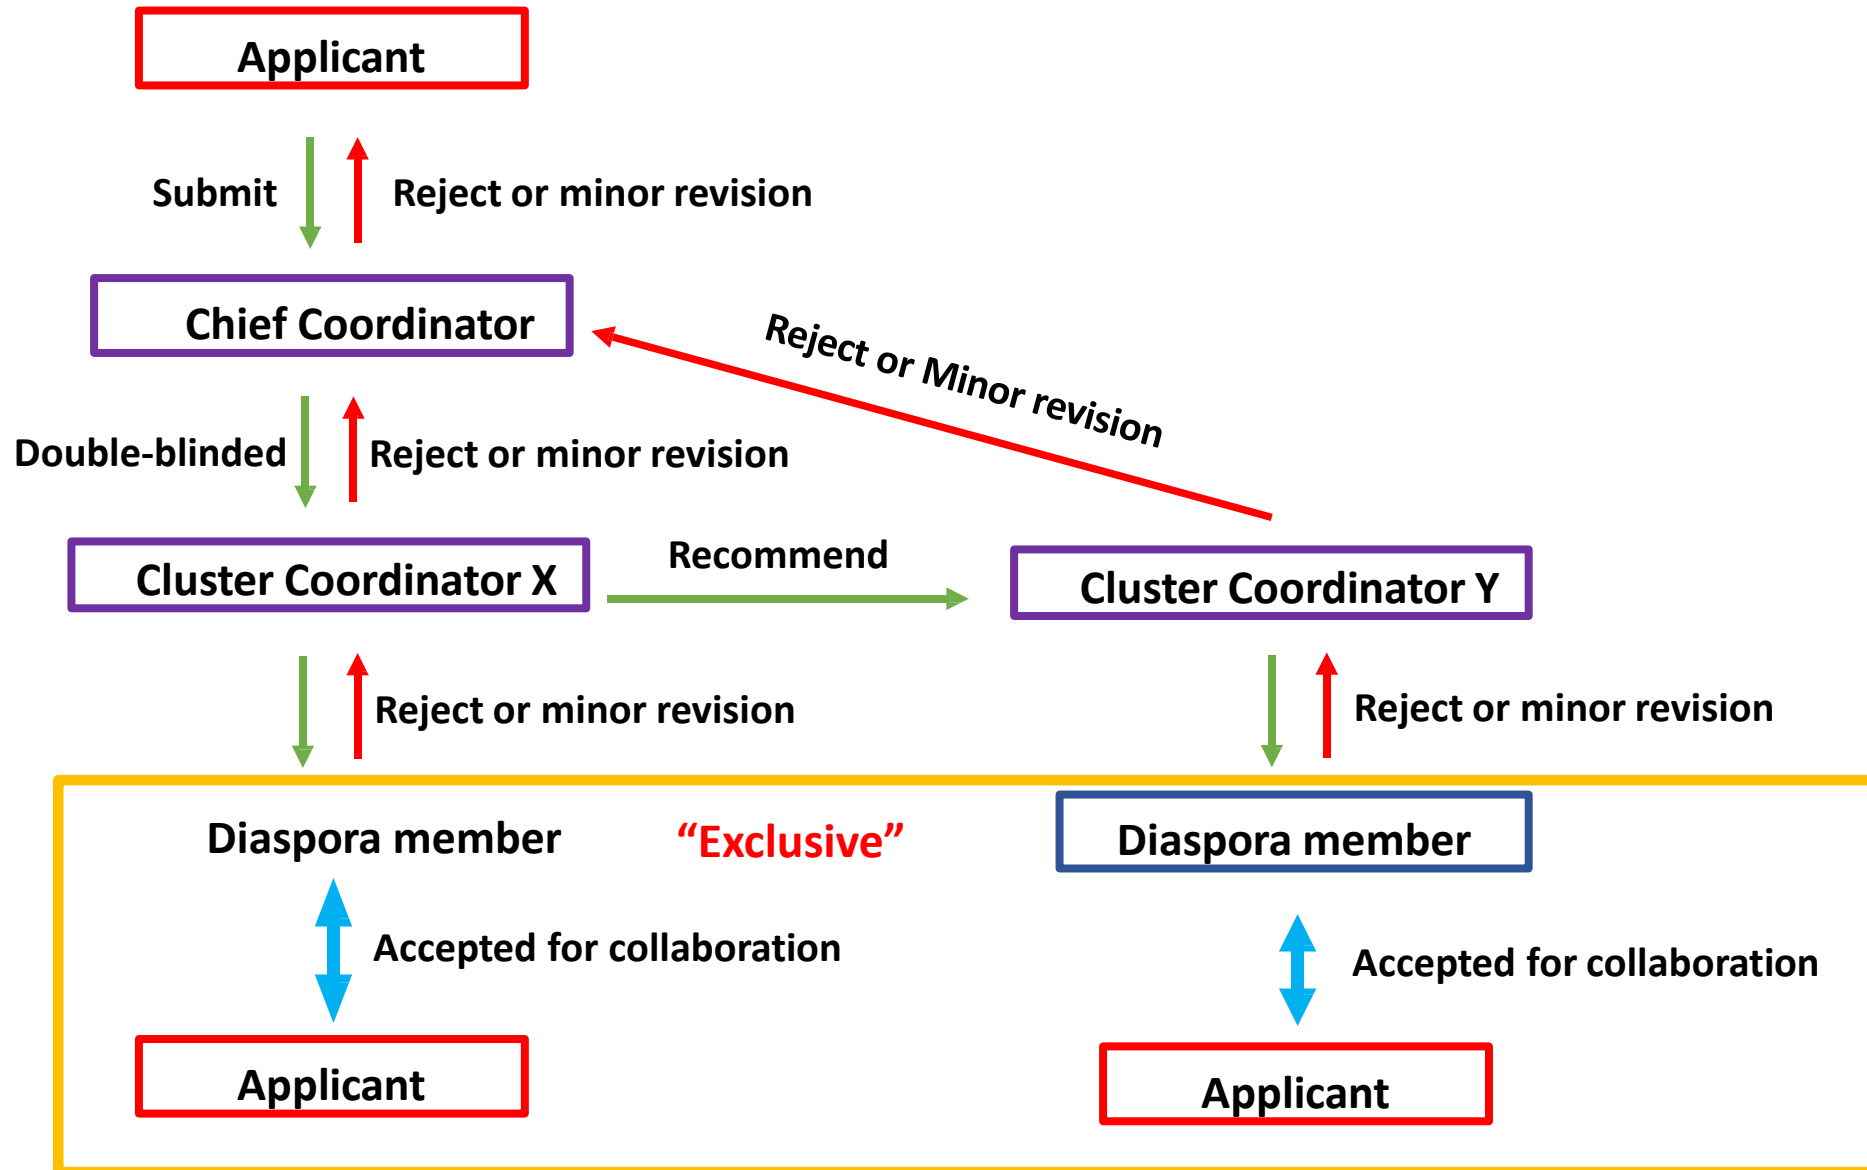 Applicant
Submit
Reject or minor revision
Chief Coordinator
Reject or Minor revision
Double-blinded
Reject or minor revision
Recommend
Cluster Coordinator X
Cluster Coordinator Y
Reject or minor revision
Reject or minor revision
Diaspora member
“Exclusive”
Diaspora member
Accepted for collaboration
Accepted for collaboration
Applicant
Applicant